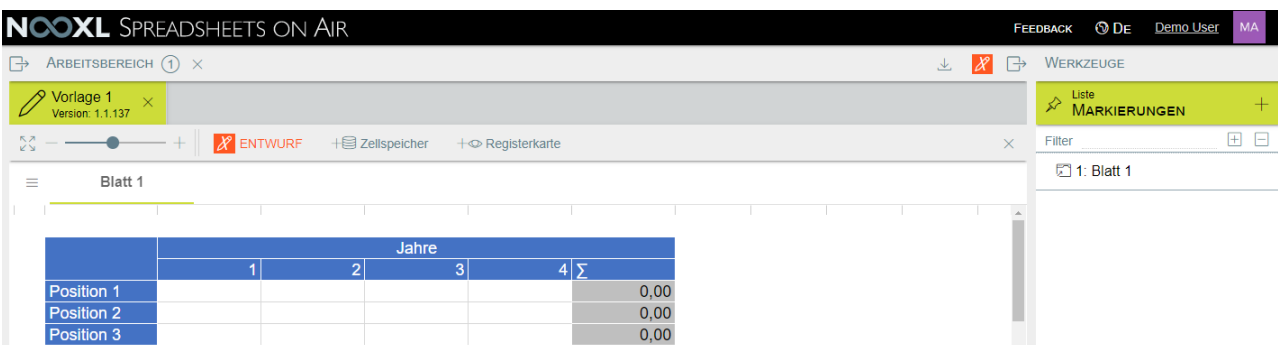 NOOXL SPREADSHEETS ON AIR FEEDBACK DE Demo User MA
ARBEITSBEREICH 1 WERKZEUGE
Vorlage 1
Version: 1.1.137
Liste
MARKIERUNGEN
ENTWURF Zellspeicher Registerkarte
Filter
Blatt 1
1: Blatt 1
Jahre
1 2 3 4 ∑
Position 1 0,00
Position 2 0,00
Position 3 0,00